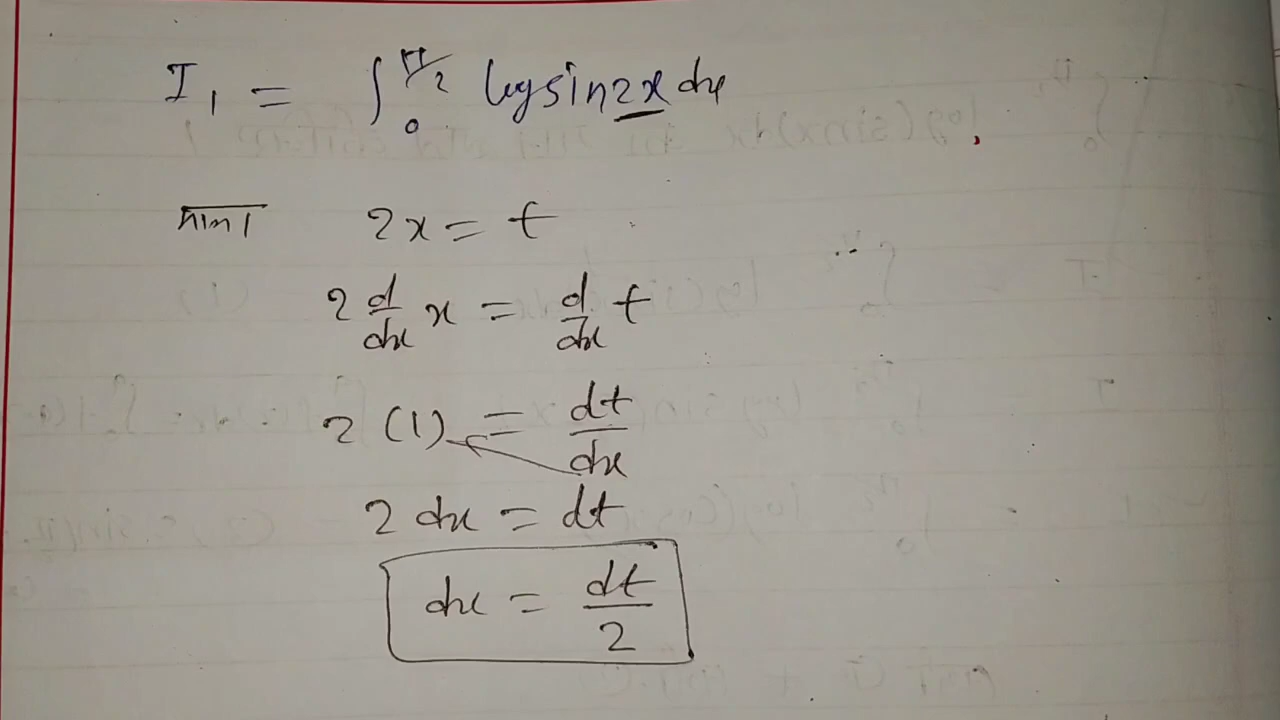 I₁ = ∫₀^{π/2} log sin 2x dx
माना 2x = t
2 d/dx x = d/dx t
2 (1) = dt/dx
2 dx = dt
dx = dt/2